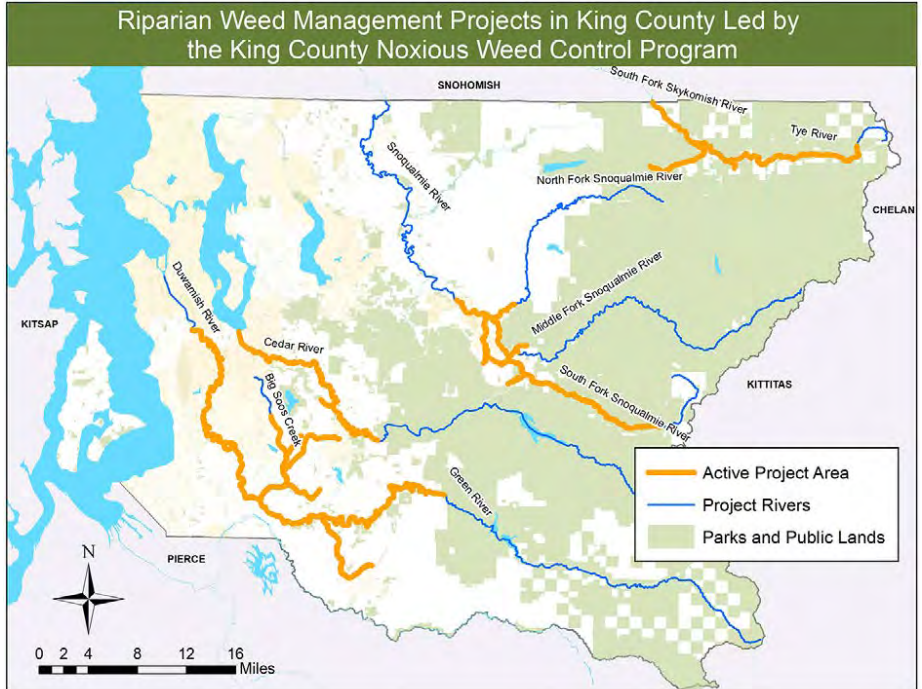 Riparian Weed Management Projects in King County Led by
the King County Noxious Weed Control Program
SNOHOMISH
South Fork Skykomish River
Tye River
Snoqualmie River
North Fork Snoqualmie River
CHELAN
Middle Fork Snoqualmie River
Duwamish River
KITSAP
Cedar River
Big Soos Creek
South Fork Snoqualmie River
KITTITAS
Green River
Active Project Area
Project Rivers
Parks and Public Lands
PIERCE
N
0 2 4 8 12 16
Miles